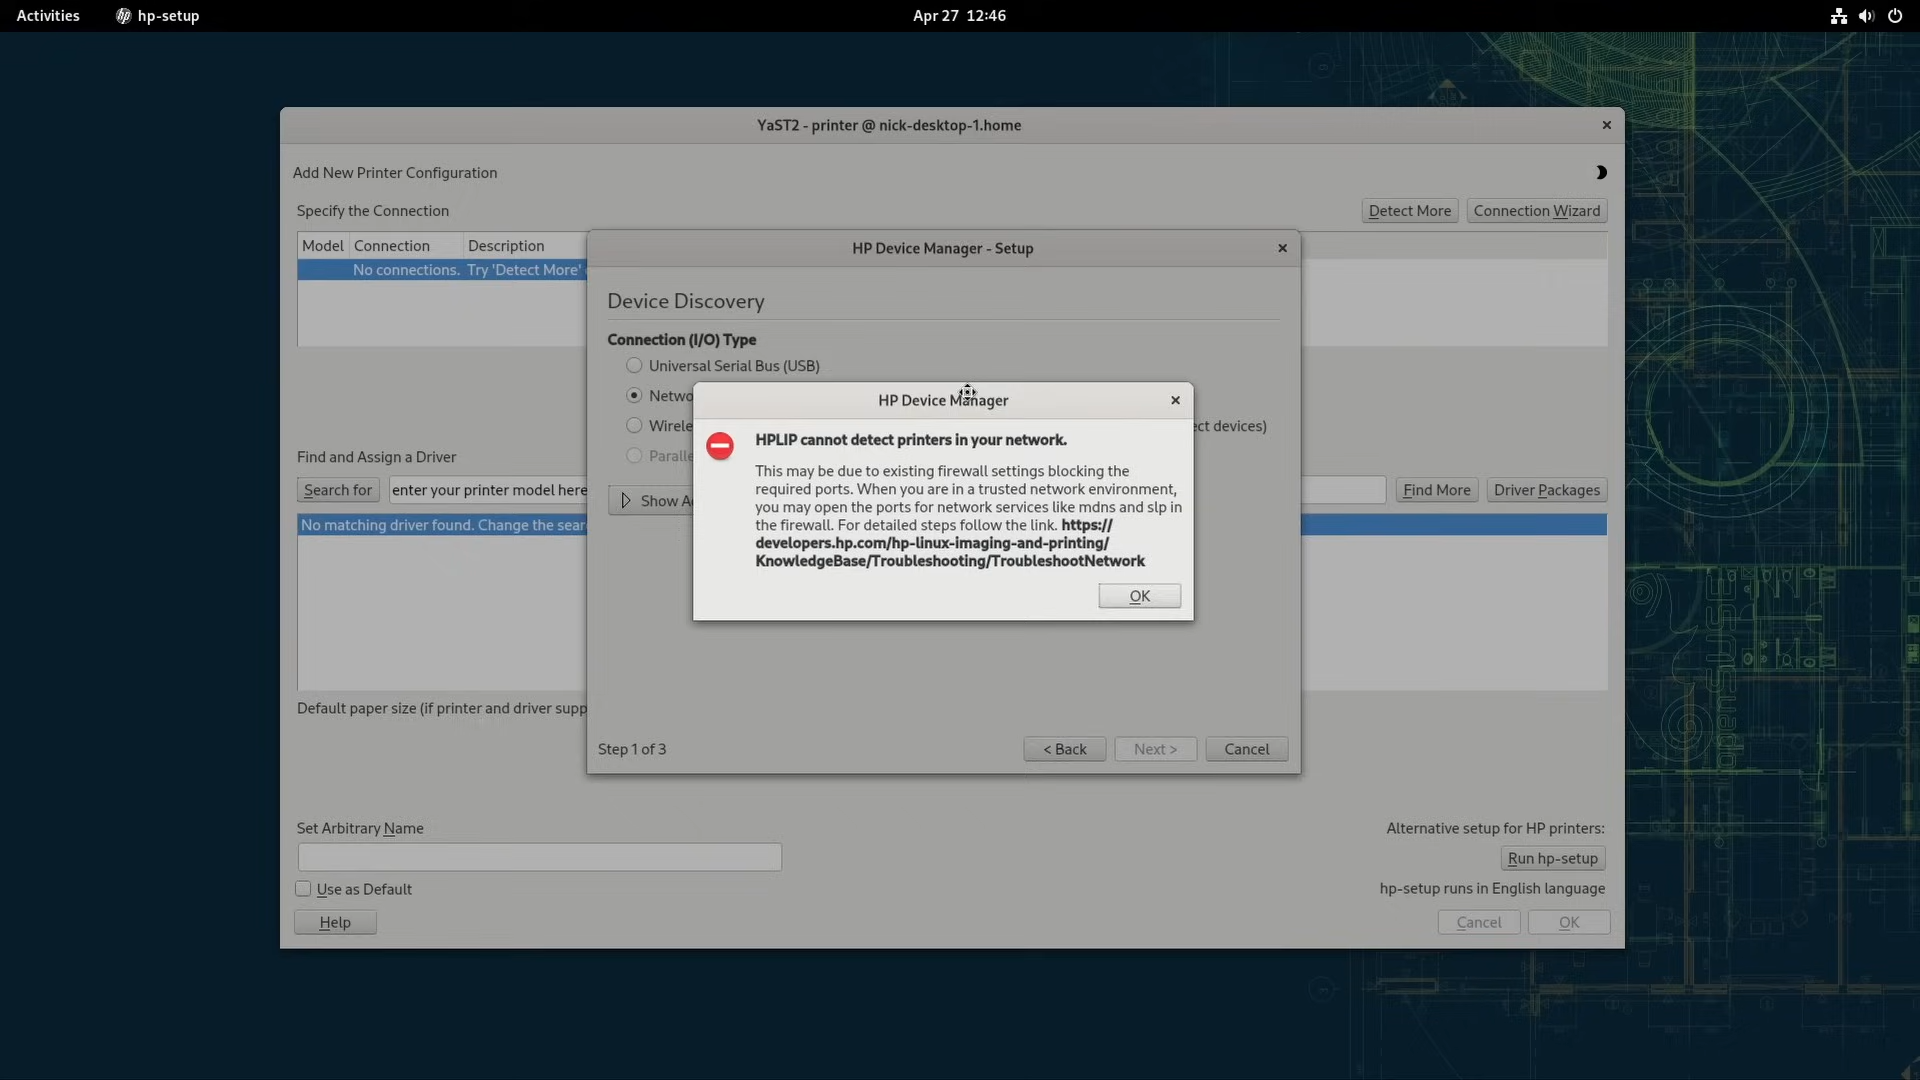 Activities
hp-setup
Apr 27 12:46
YaST2 - printer @ nick-desktop-1.home
Add New Printer Configuration
Specify the Connection
Detect More
Connection Wizard
Model Connection Description
No connections. Try 'Detect More'
HP Device Manager - Setup
Device Discovery
Connection (I/O) Type
Universal Serial Bus (USB)
Netwo
Wirele
ct devices)
Paralle
Show A
HP Device Manager
HPLIP cannot detect printers in your network.
This may be due to existing firewall settings blocking the
required ports. When you are in a trusted network environment,
you may open the ports for network services like mdns and slp in
the firewall. For detailed steps follow the link. https://
developers.hp.com/hp-linux-imaging-and-printing/
KnowledgeBase/Troubleshooting/TroubleshootNetwork
OK
Step 1 of 3
< Back
Next >
Cancel
Find and Assign a Driver
Search for
enter your printer model here
Find More
Driver Packages
No matching driver found. Change the sear
Default paper size (if printer and driver supp
Set Arbitrary Name
Use as Default
Help
Alternative setup for HP printers:
Run hp-setup
hp-setup runs in English language
Cancel
OK
openSUSE